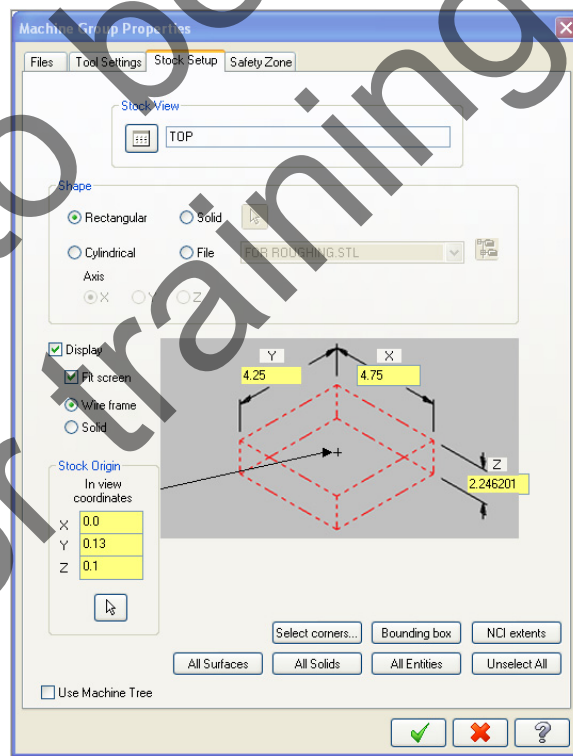 Machine Group Properties
Files Tool Settings Stock Setup Safety Zone
Stock View
TOP
Shape
Rectangular Solid
Cylindrical File FOR ROUGHING.STL
Axis
X Y Z
Display
Fit screen
Wire frame
Solid
Y X
4.25 4.75
Z
2.246201
Stock Origin
In view
coordinates
X 0.0
Y 0.13
Z 0.1
Select corners... Bounding box NCI extents
All Surfaces All Solids All Entities Unselect All
Use Machine Tree
or training